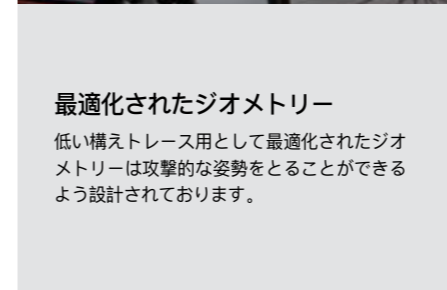 最適化されたジオメトリー
低い構えトレース用として最適化されたジオ
メトリーは攻撃的な姿勢をとることができる
よう設計されております。